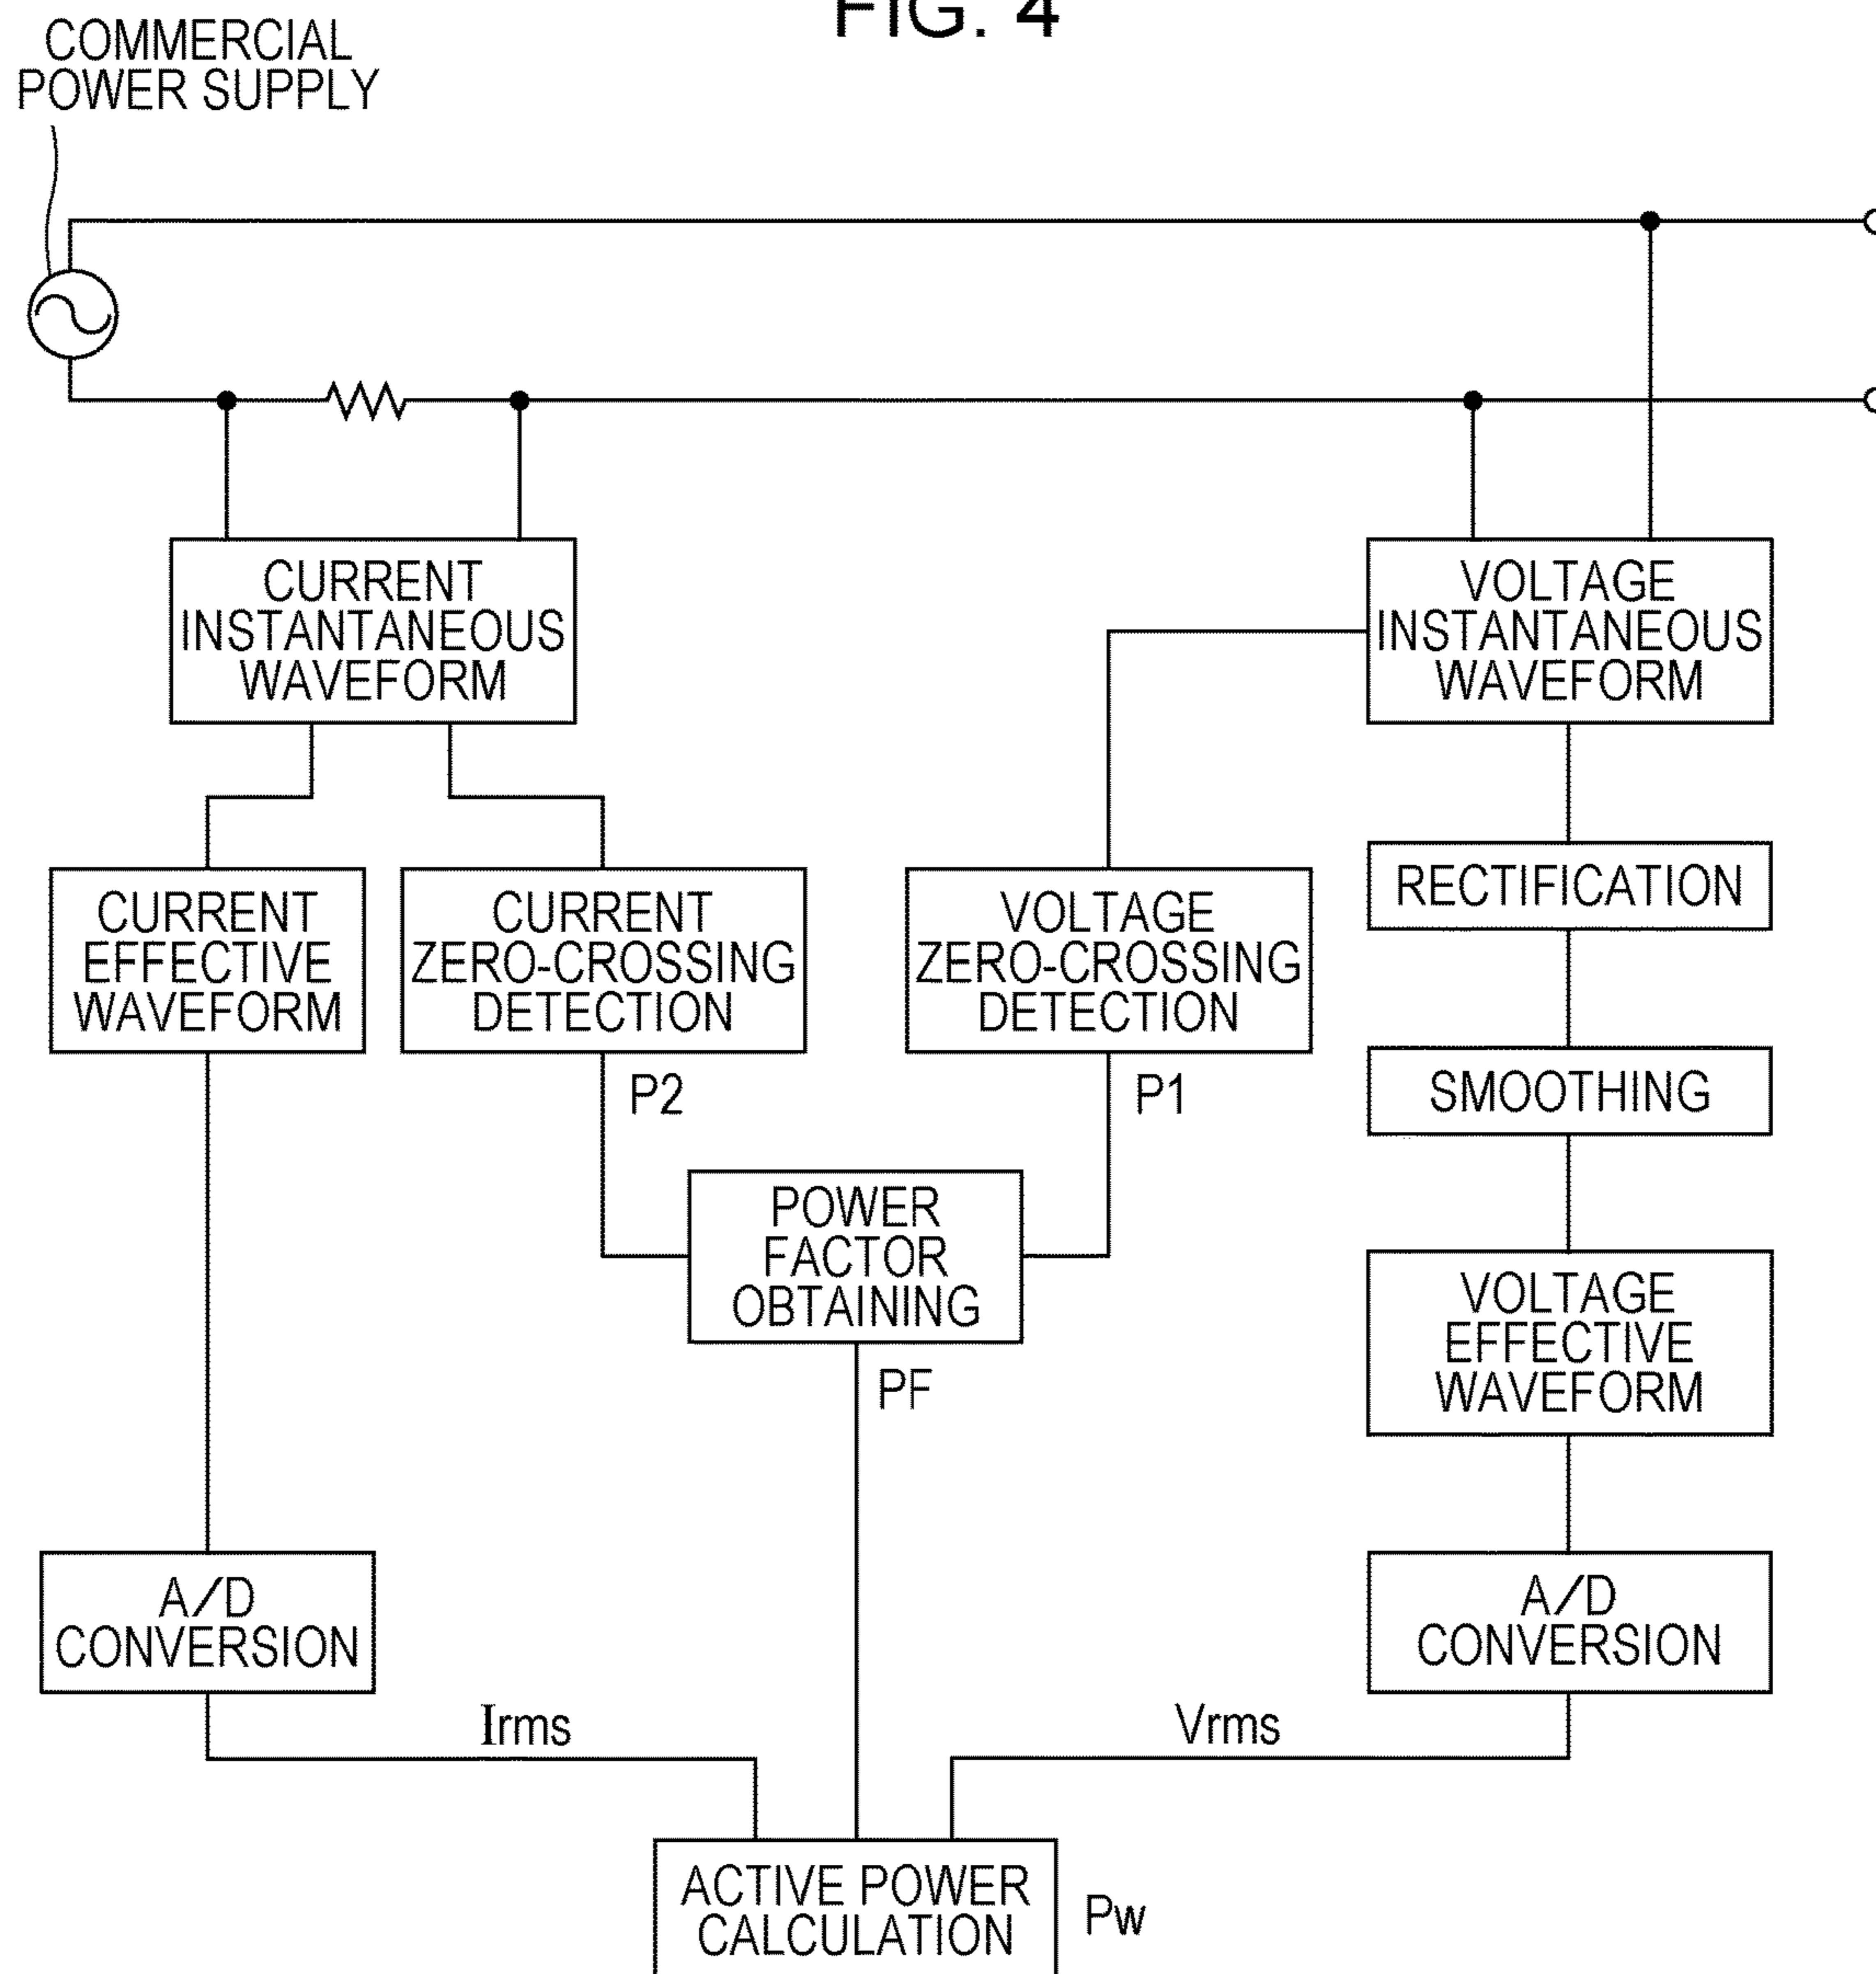 FIG. 4
COMMERCIAL
POWER SUPPLY
CURRENT
INSTANTANEOUS
WAVEFORM
VOLTAGE
INSTANTANEOUS
WAVEFORM
CURRENT
EFFECTIVE
WAVEFORM
CURRENT
ZERO-CROSSING
DETECTION
VOLTAGE
ZERO-CROSSING
DETECTION
RECTIFICATION
SMOOTHING
P2
P1
POWER
FACTOR
OBTAINING
VOLTAGE
EFFECTIVE
WAVEFORM
PF
A/D
CONVERSION
A/D
CONVERSION
Irms
Vrms
ACTIVE POWER
CALCULATION
Pw